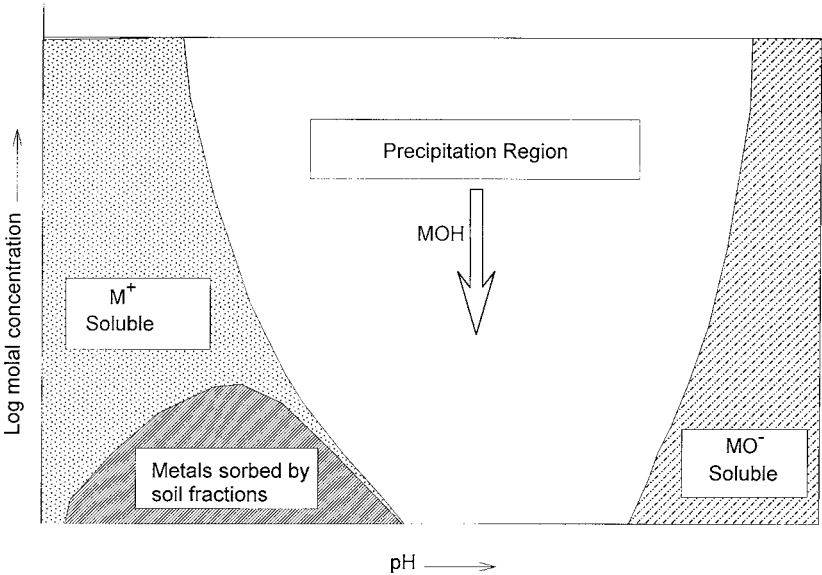 Precipitation Region
MOH
M⁺
Soluble
Metals sorbed by
soil fractions
MO⁻
Soluble
Log molal concentration
pH